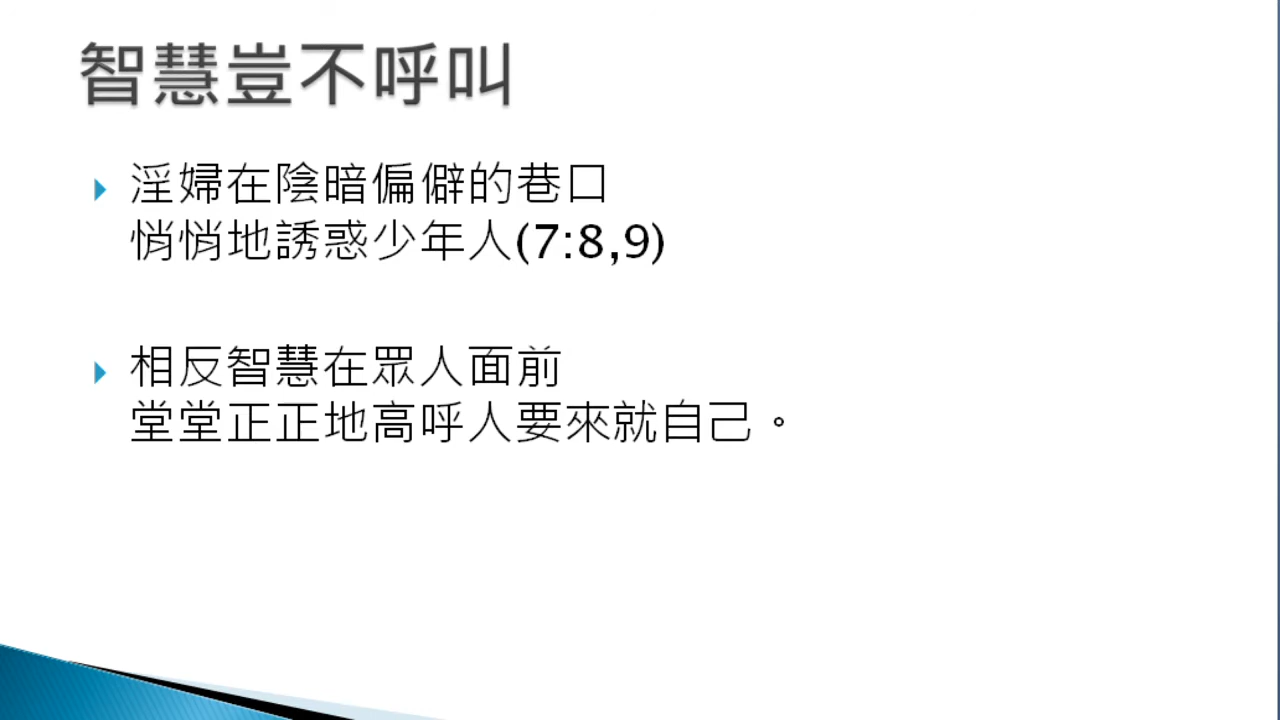 智慧豈不呼叫
淫婦在陰暗偏僻的巷口
悄悄地誘惑少年人(7:8,9)
相反智慧在眾人面前
堂堂正正地高呼人要來就自己。